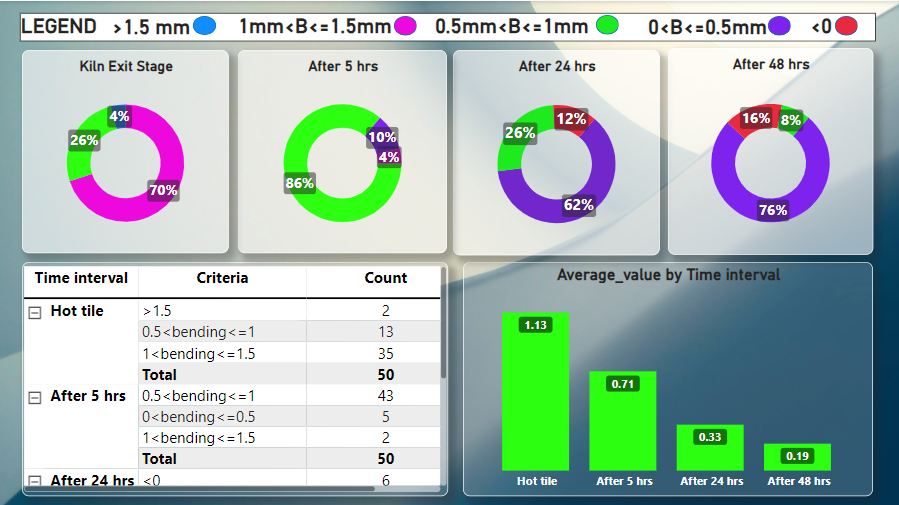 LEGEND >1.5 mm 1mm<B<=1.5mm 0.5mm<B<=1mm 0<B<=0.5mm <0
Kiln Exit Stage
4%
26%
70%
After 5 hrs
10%
4%
86%
After 24 hrs
12%
26%
62%
After 48 hrs
16%
8%
76%
Time interval Criteria Count
Hot tile >1.5 2
0.5<bending<=1 13
1<bending<=1.5 35
Total 50
After 5 hrs 0.5<bending<=1 43
0<bending<=0.5 5
1<bending<=1.5 2
Total 50
After 24 hrs <0 6
Average_value by Time interval
1.13
0.71
0.33
0.19
Hot tile After 5 hrs After 24 hrs After 48 hrs